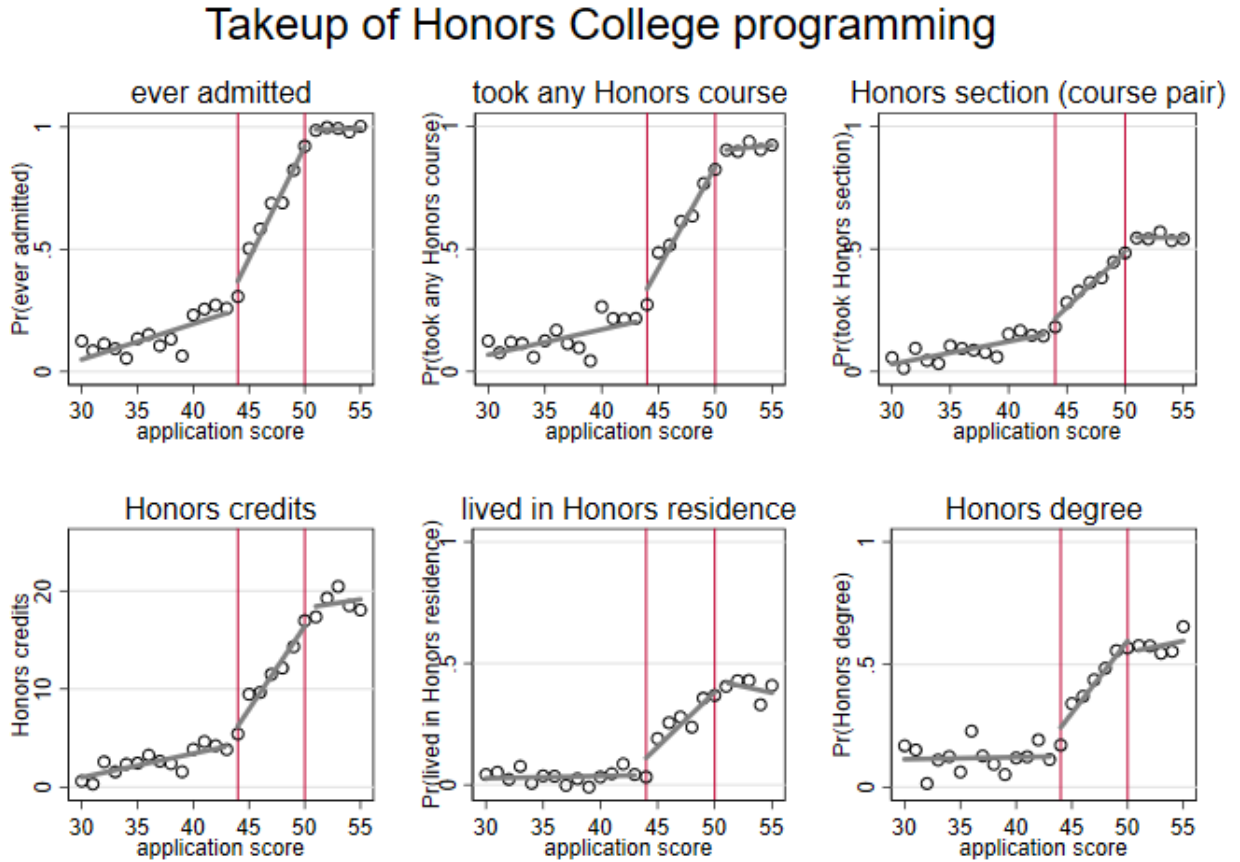 Takeup of Honors College programming
ever admitted
Pr(ever admitted)
1
.5
0
30 35 40 45 50 55
application score
took any Honors course
Pr(took any Honors course)
1
.5
0
30 35 40 45 50 55
application score
Honors section (course pair)
Pr(took Honors section)
1
.5
0
30 35 40 45 50 55
application score
Honors credits
Honors credits
20
10
0
30 35 40 45 50 55
application score
lived in Honors residence
Pr(lived in Honors residence)
1
.5
0
30 35 40 45 50 55
application score
Honors degree
Pr(Honors degree)
1
.5
0
30 35 40 45 50 55
application score